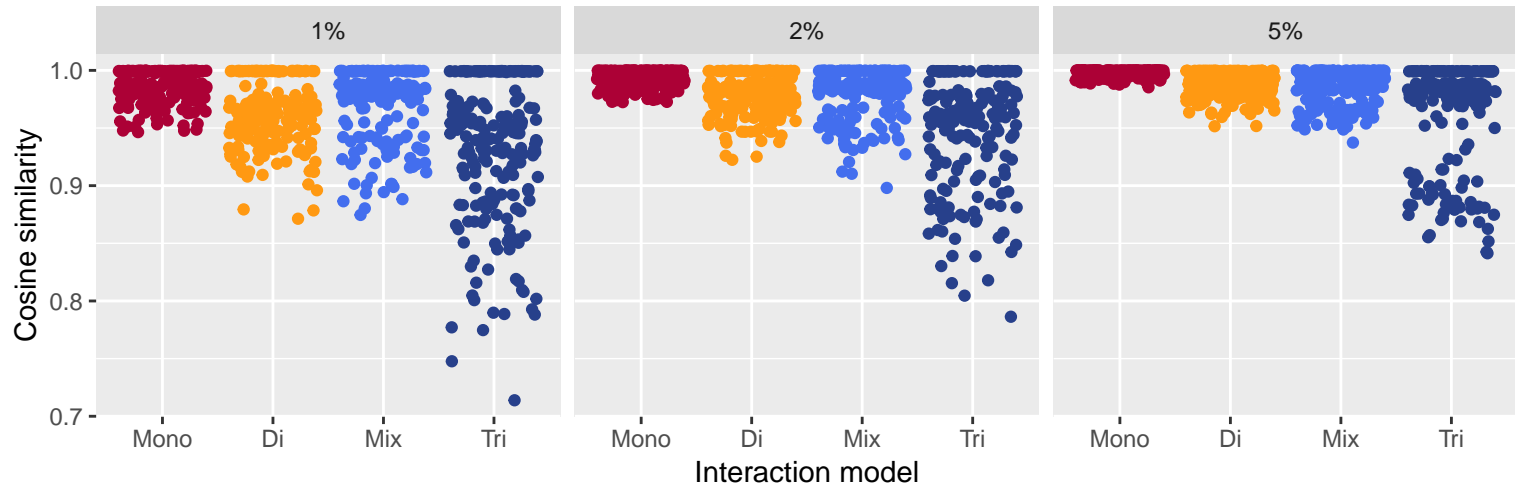 1% 2% 5%
Cosine similarity
1.0
0.9
0.8
0.7
Mono Di Mix Tri Mono Di Mix Tri Mono Di Mix Tri
Interaction model